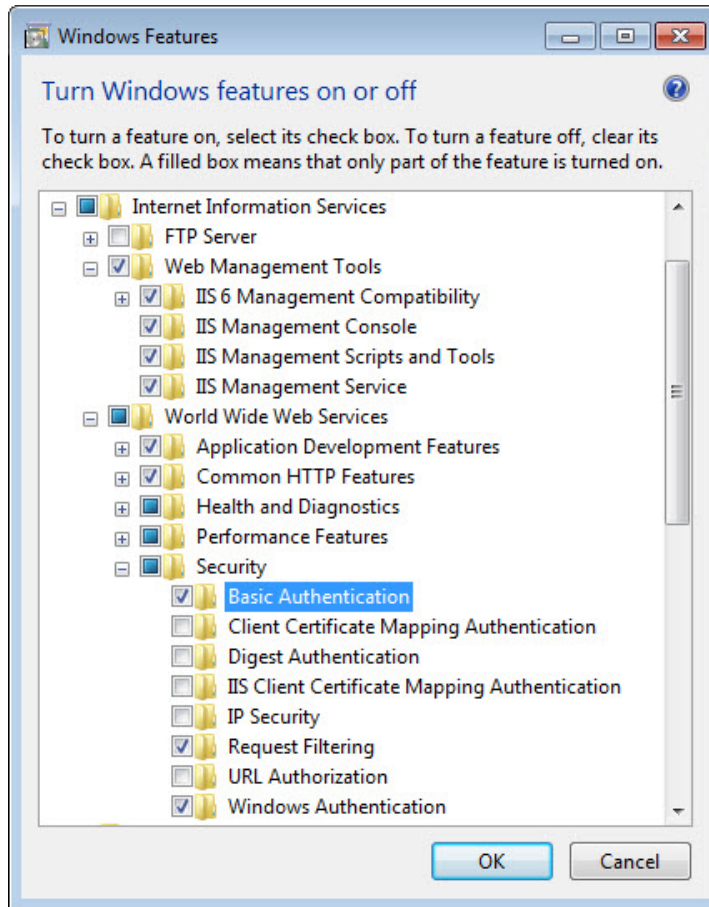 Windows Features
Turn Windows features on or off
To turn a feature on, select its check box. To turn a feature off, clear its
check box. A filled box means that only part of the feature is turned on.
Internet Information Services
FTP Server
Web Management Tools
IIS 6 Management Compatibility
IIS Management Console
IIS Management Scripts and Tools
IIS Management Service
World Wide Web Services
Application Development Features
Common HTTP Features
Health and Diagnostics
Performance Features
Security
Basic Authentication
Client Certificate Mapping Authentication
Digest Authentication
IIS Client Certificate Mapping Authentication
IP Security
Request Filtering
URL Authorization
Windows Authentication
OK Cancel